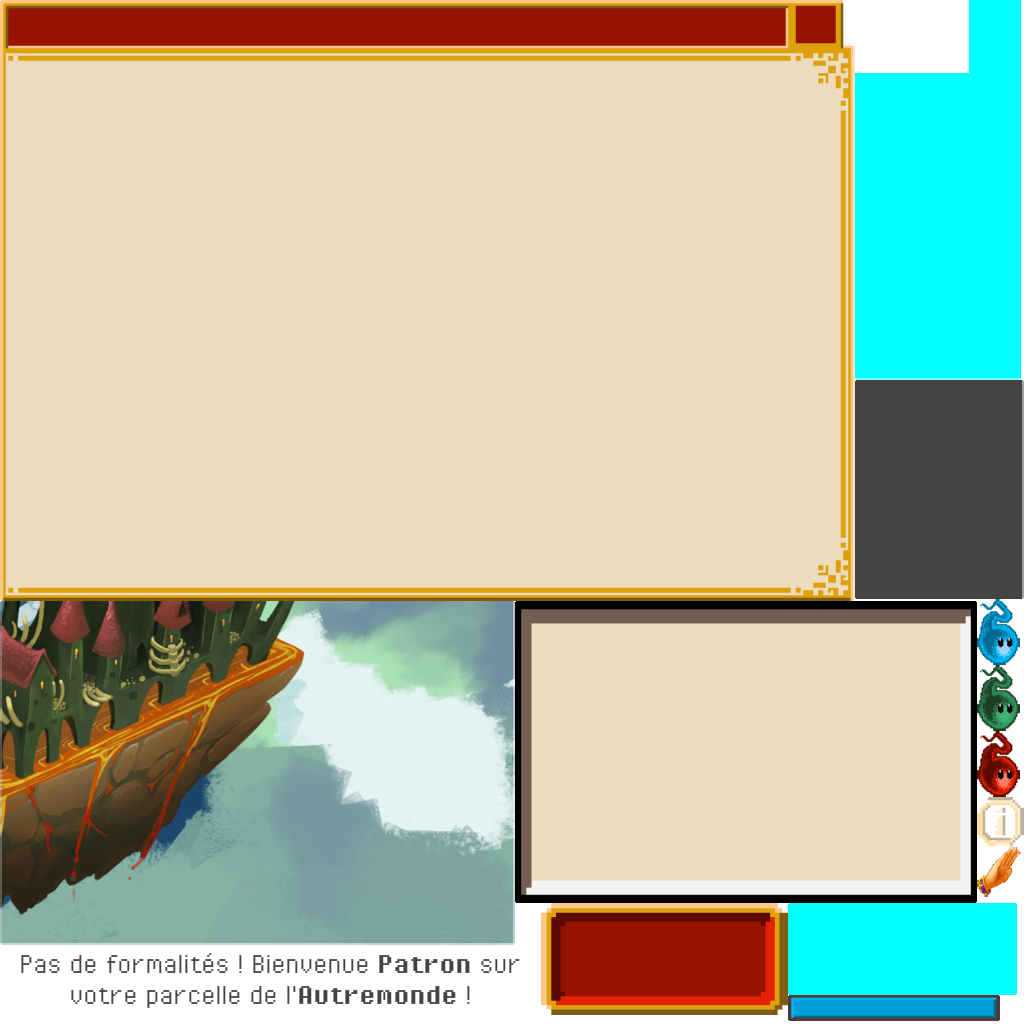 Pas de formalités ! Bienvenue Patron sur
votre parcelle de l'Autremonde !
i